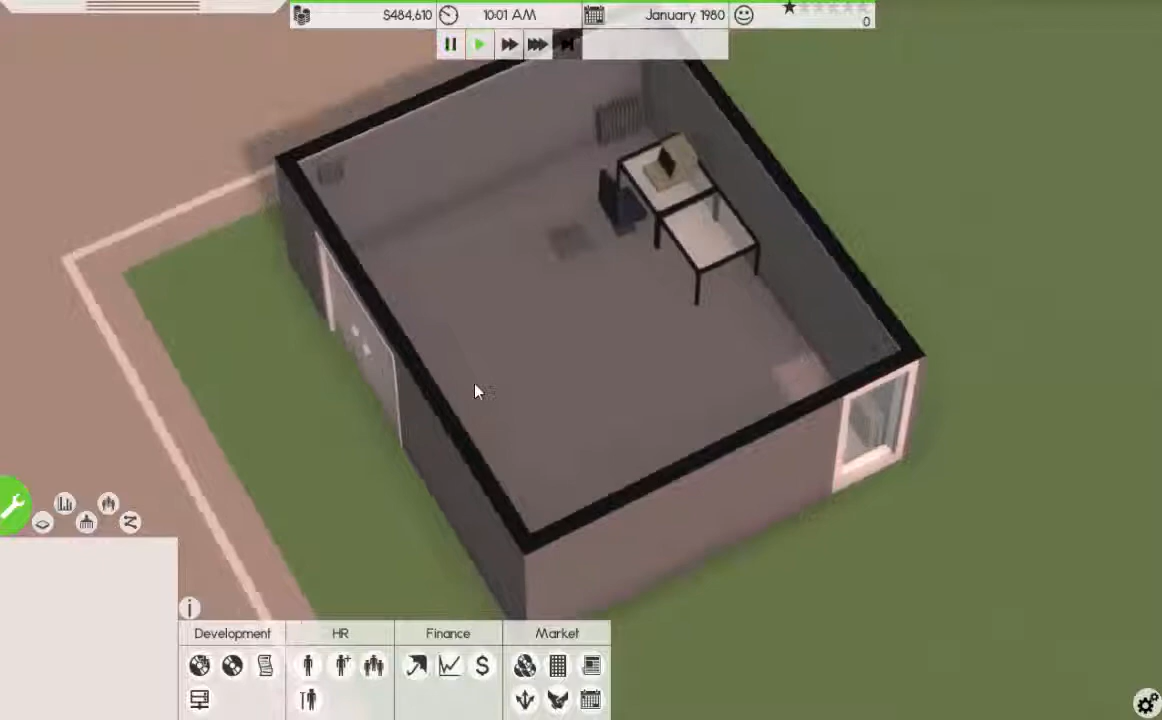 $484,610
10:01 AM
January 1980
0
Development
HR
Finance
Market